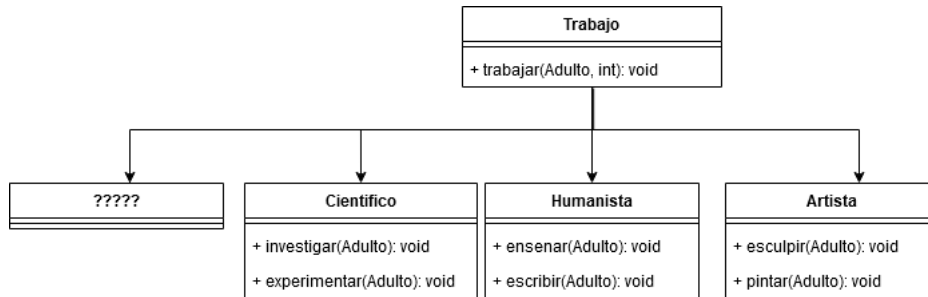 Trabajo
+ trabajar(Adulto, int): void
?????
Cientifico
+ investigar(Adulto): void
+ experimentar(Adulto): void
Humanista
+ ensenar(Adulto): void
+ escribir(Adulto): void
Artista
+ esculpir(Adulto): void
+ pintar(Adulto): void